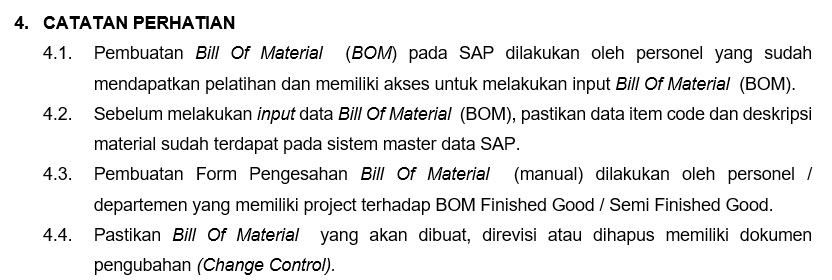 4. CATATAN PERHATIAN
4.1. Pembuatan Bill Of Material (BOM) pada SAP dilakukan oleh personel yang sudah
mendapatkan pelatihan dan memiliki akses untuk melakukan input Bill Of Material (BOM).
4.2. Sebelum melakukan input data Bill Of Material (BOM), pastikan data item code dan deskripsi
material sudah terdapat pada sistem master data SAP.
4.3. Pembuatan Form Pengesahan Bill Of Material (manual) dilakukan oleh personel /
departemen yang memiliki project terhadap BOM Finished Good / Semi Finished Good.
4.4. Pastikan Bill Of Material yang akan dibuat, direvisi atau dihapus memiliki dokumen
pengubahan (Change Control).